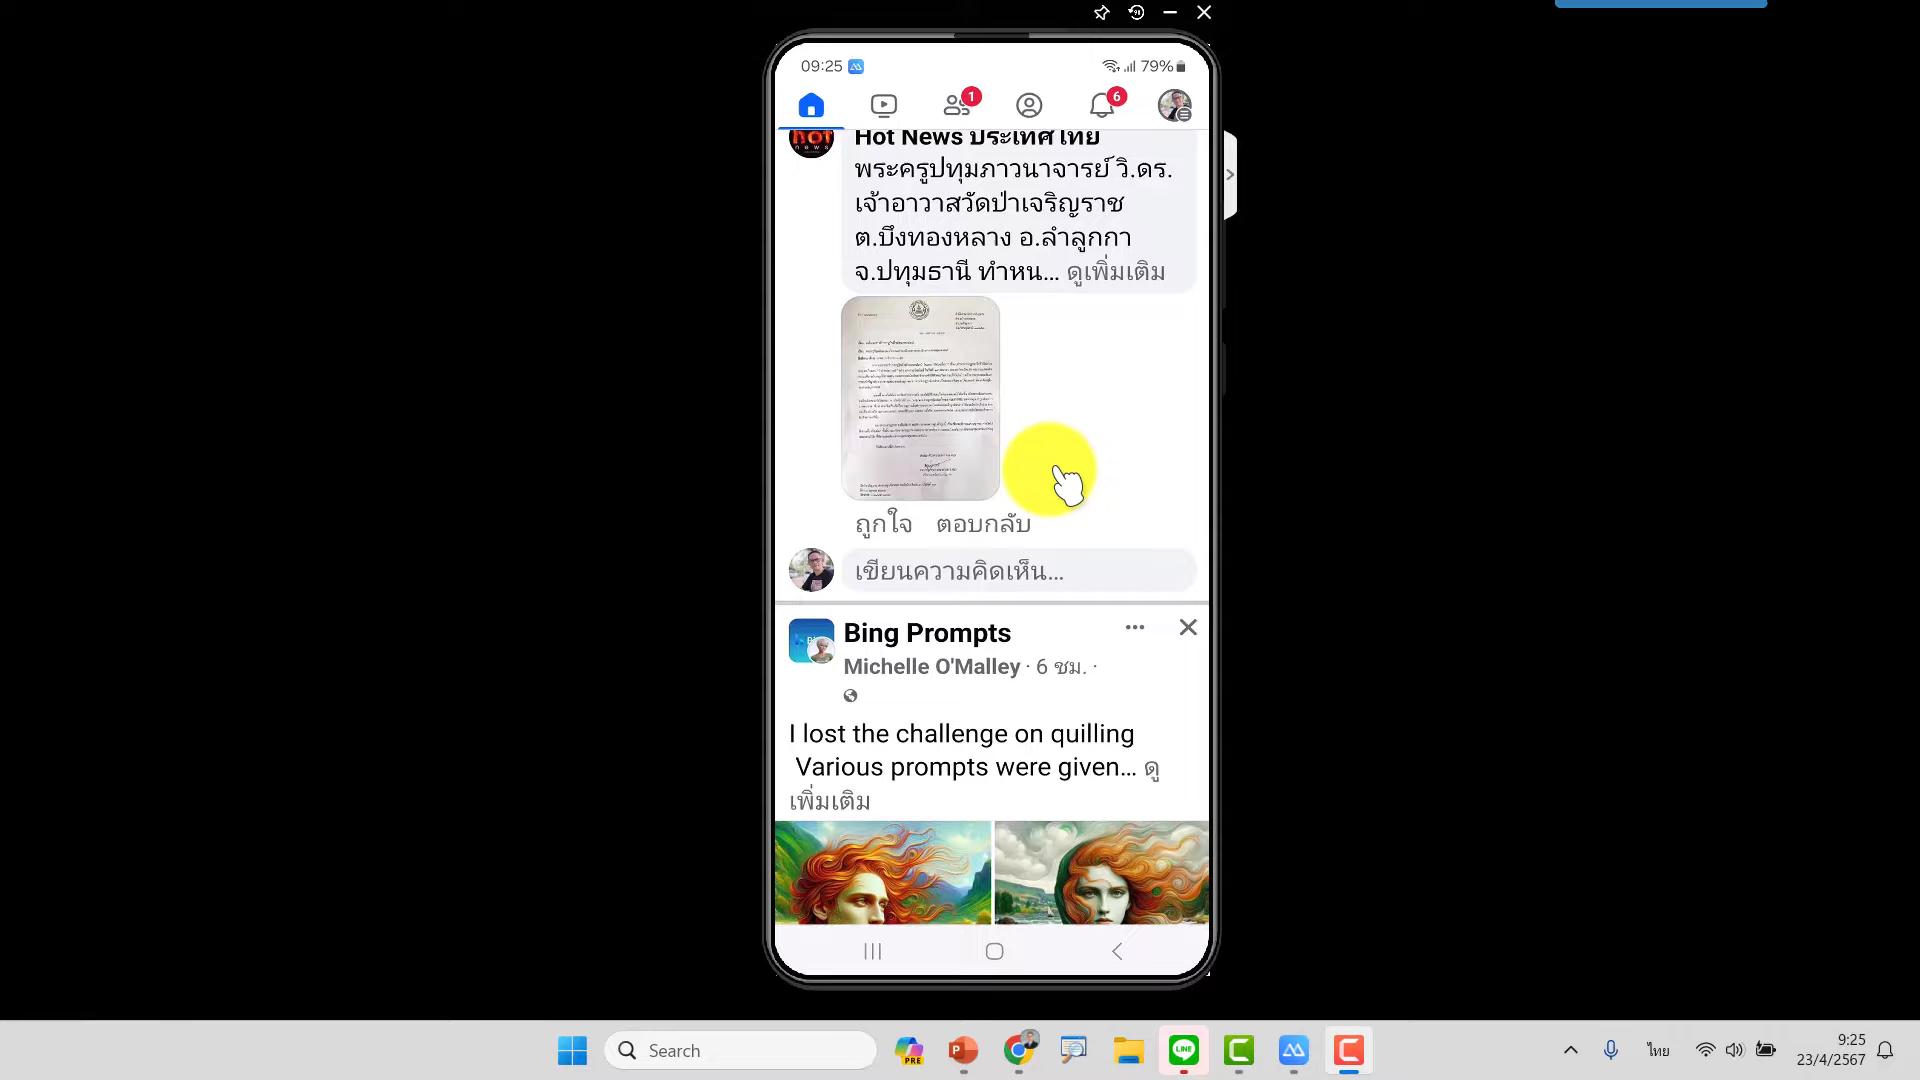 09:25
79%
1
6
Hot News ประเทศไทย
พระครูปทุมภาวนาจารย์ วิ.ดร.
เจ้าอาวาสวัดป่าเจริญราช
ต.บึงทองหลาง อ.ลำลูกกา
จ.ปทุมธานี ทำหน... ดูเพิ่มเติม
ถูกใจ ตอบกลับ
เขียนความคิดเห็น...
Bing Prompts
Michelle O'Malley · 6 ชม. ·
I lost the challenge on quilling
Various prompts were given... ดู
เพิ่มเติม
Search
PRE
LINE
ไทย
9:25
23/4/2567